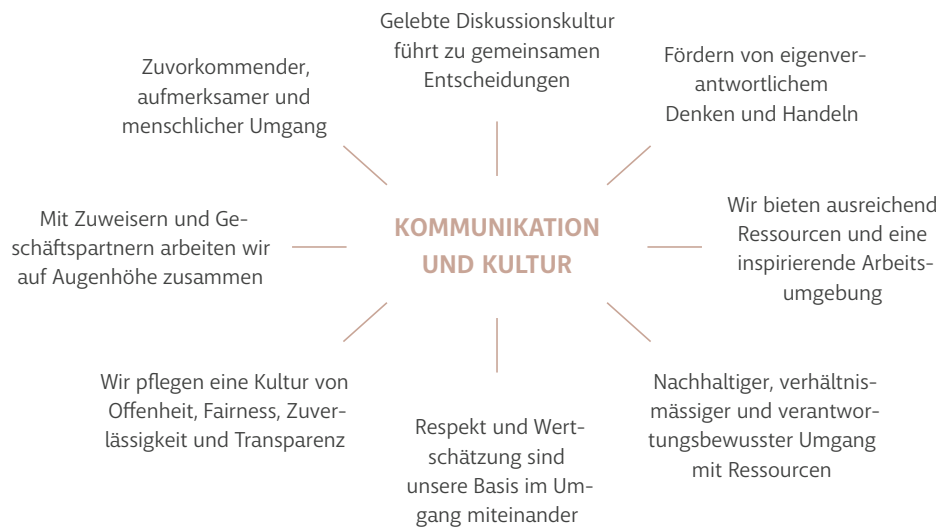 Gelebte Diskussionskultur
führt zu gemeinsamen
Entscheidungen
Fördern von eigenver-
antwortlichem
Denken und Handeln
Wir bieten ausreichend
Ressourcen und eine
inspirierende Arbeits-
umgebung
Nachhaltiger, verhältnis-
mässiger und verantwor-
tungsbewusster Umgang
mit Ressourcen
Respekt und Wert-
schätzung sind
unsere Basis im Um-
gang miteinander
Wir pflegen eine Kultur von
Offenheit, Fairness, Zuver-
lässigkeit und Transparenz
Mit Zuweisern und Ge-
schäftspartnern arbeiten wir
auf Augenhöhe zusammen
Zuvorkommender,
aufmerksamer und
menschlicher Umgang
KOMMUNIKATION
UND KULTUR